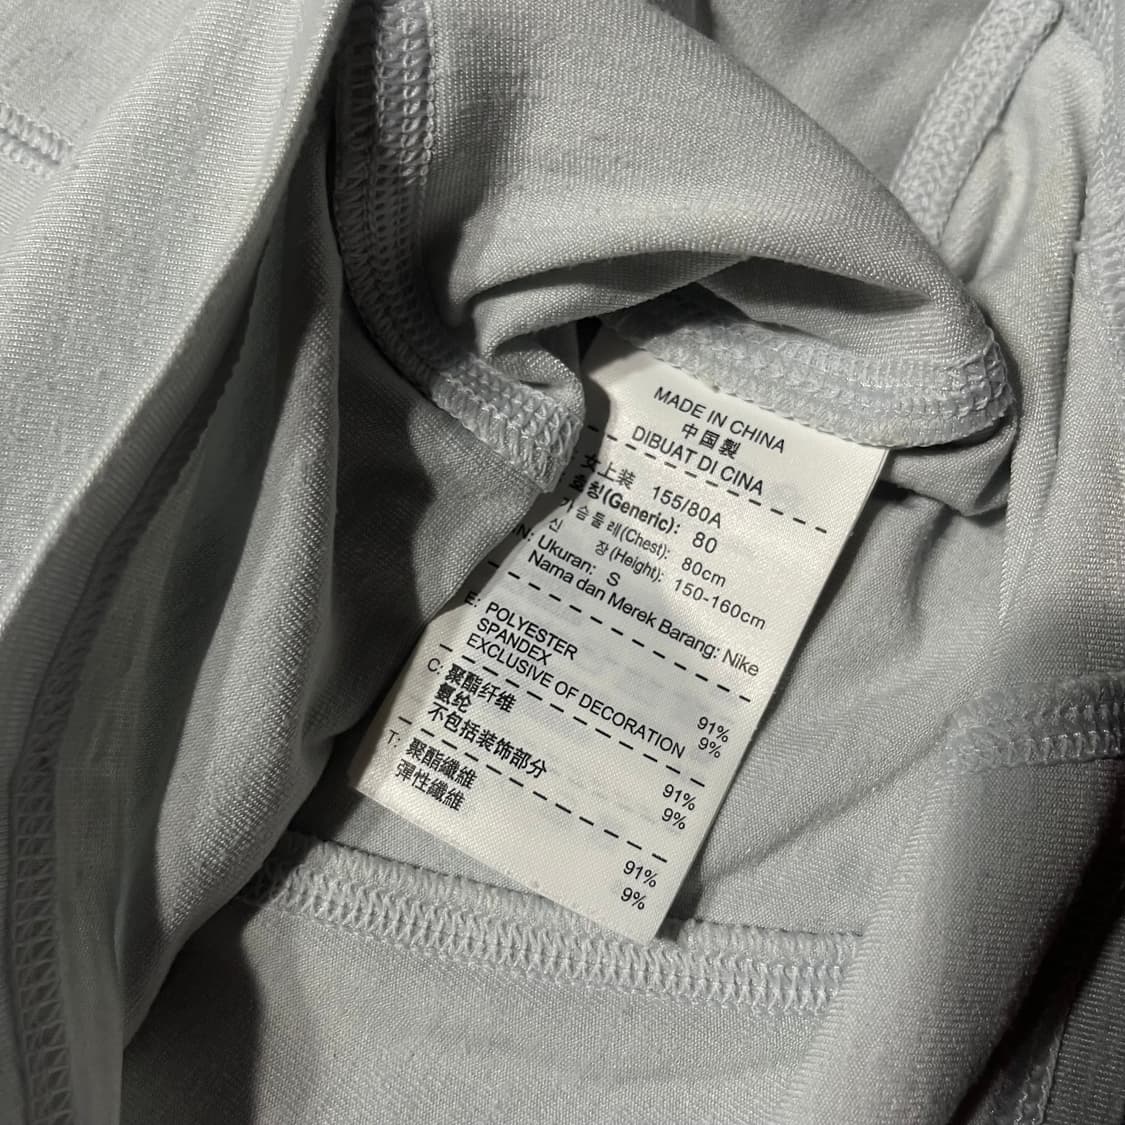 MADE IN CHINA
中国製
DIBUAT DI CINA
女上装 155/80A
호칭(Generic): 80
가슴둘레(Chest): 80cm
신 장(Height): 150-160cm
IN: Ukuran: S
Nama dan Merek Barang: Nike
E: POLYESTER 91%
SPANDEX 9%
EXCLUSIVE OF DECORATION
C: 聚酯纤维 91%
氨纶 9%
不包括装饰部分
T: 聚酯纖維 91%
彈性纖維 9%